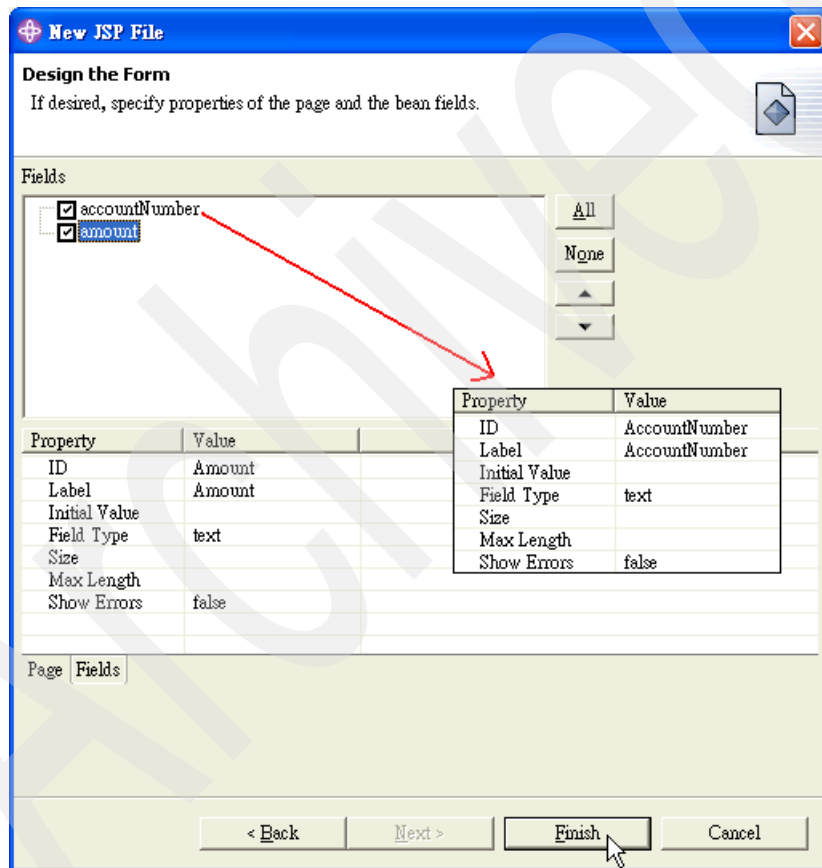 New JSP File
Design the Form
If desired, specify properties of the page and the bean fields.
Fields
accountNumber
amount
All
None
Property Value
ID AccountNumber
Label AccountNumber
Initial Value
Field Type text
Size
Max Length
Show Errors false
Property Value
ID Amount
Label Amount
Initial Value
Field Type text
Size
Max Length
Show Errors false
Page Fields
< Back Next > Finish Cancel
Archived